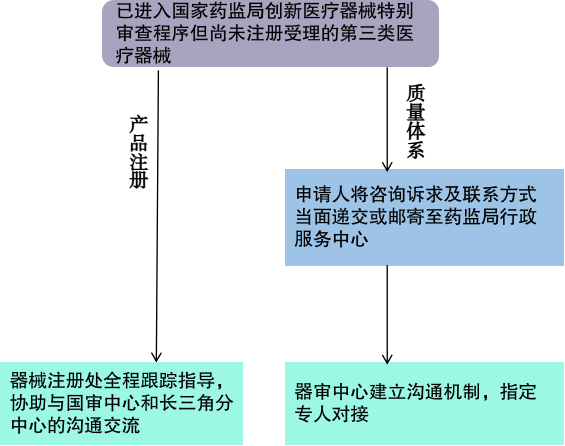 已进入国家药监局创新医疗器械特别
审查程序但尚未注册受理的第三类医
疗器械
产品注册
质量体系
申请人将咨询诉求及联系方式
当面递交或邮寄至药监局行政
服务中心
器械注册处全程跟踪指导，
协助与国审中心和长三角分
中心的沟通交流
器审中心建立沟通机制，指定
专人对接